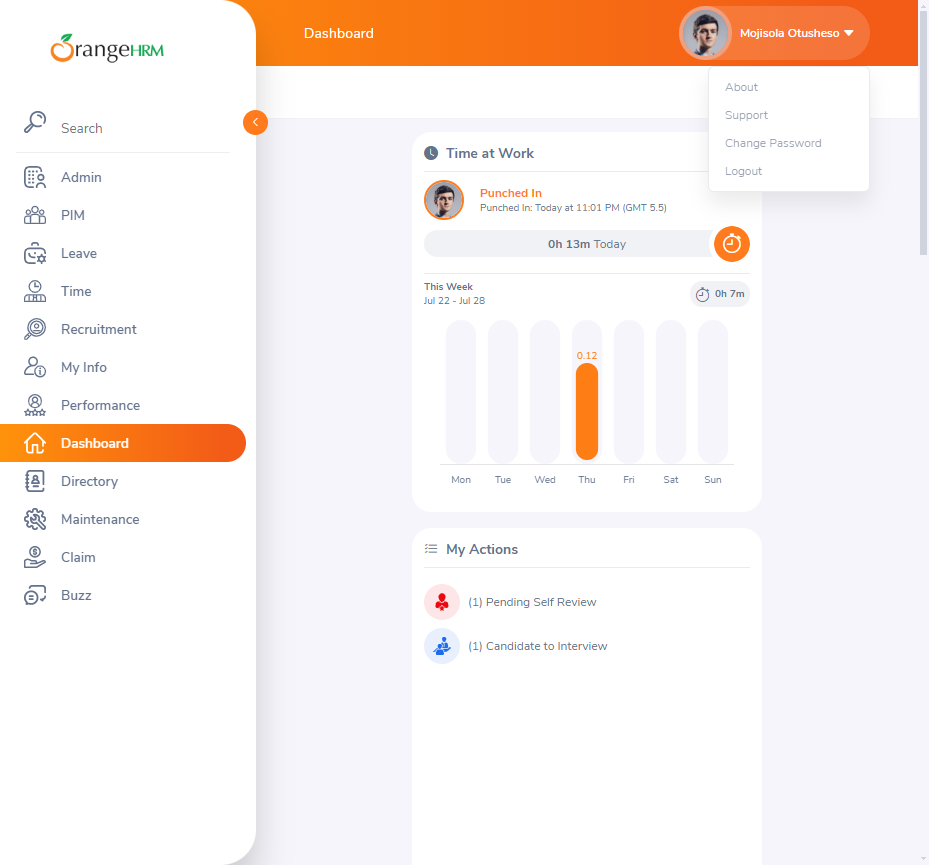 OrangeHRM
Search
Admin
PIM
Leave
Time
Recruitment
My Info
Performance
Dashboard
Directory
Maintenance
Claim
Buzz
Dashboard
Mojisola Otusheso
About
Support
Change Password
Logout
Time at Work
Punched In
Punched In: Today at 11:01 PM (GMT 5.5)
0h 13m Today
This Week
Jul 22 - Jul 28
0h 7m
0.12
Mon Tue Wed Thu Fri Sat Sun
My Actions
(1) Pending Self Review
(1) Candidate to Interview